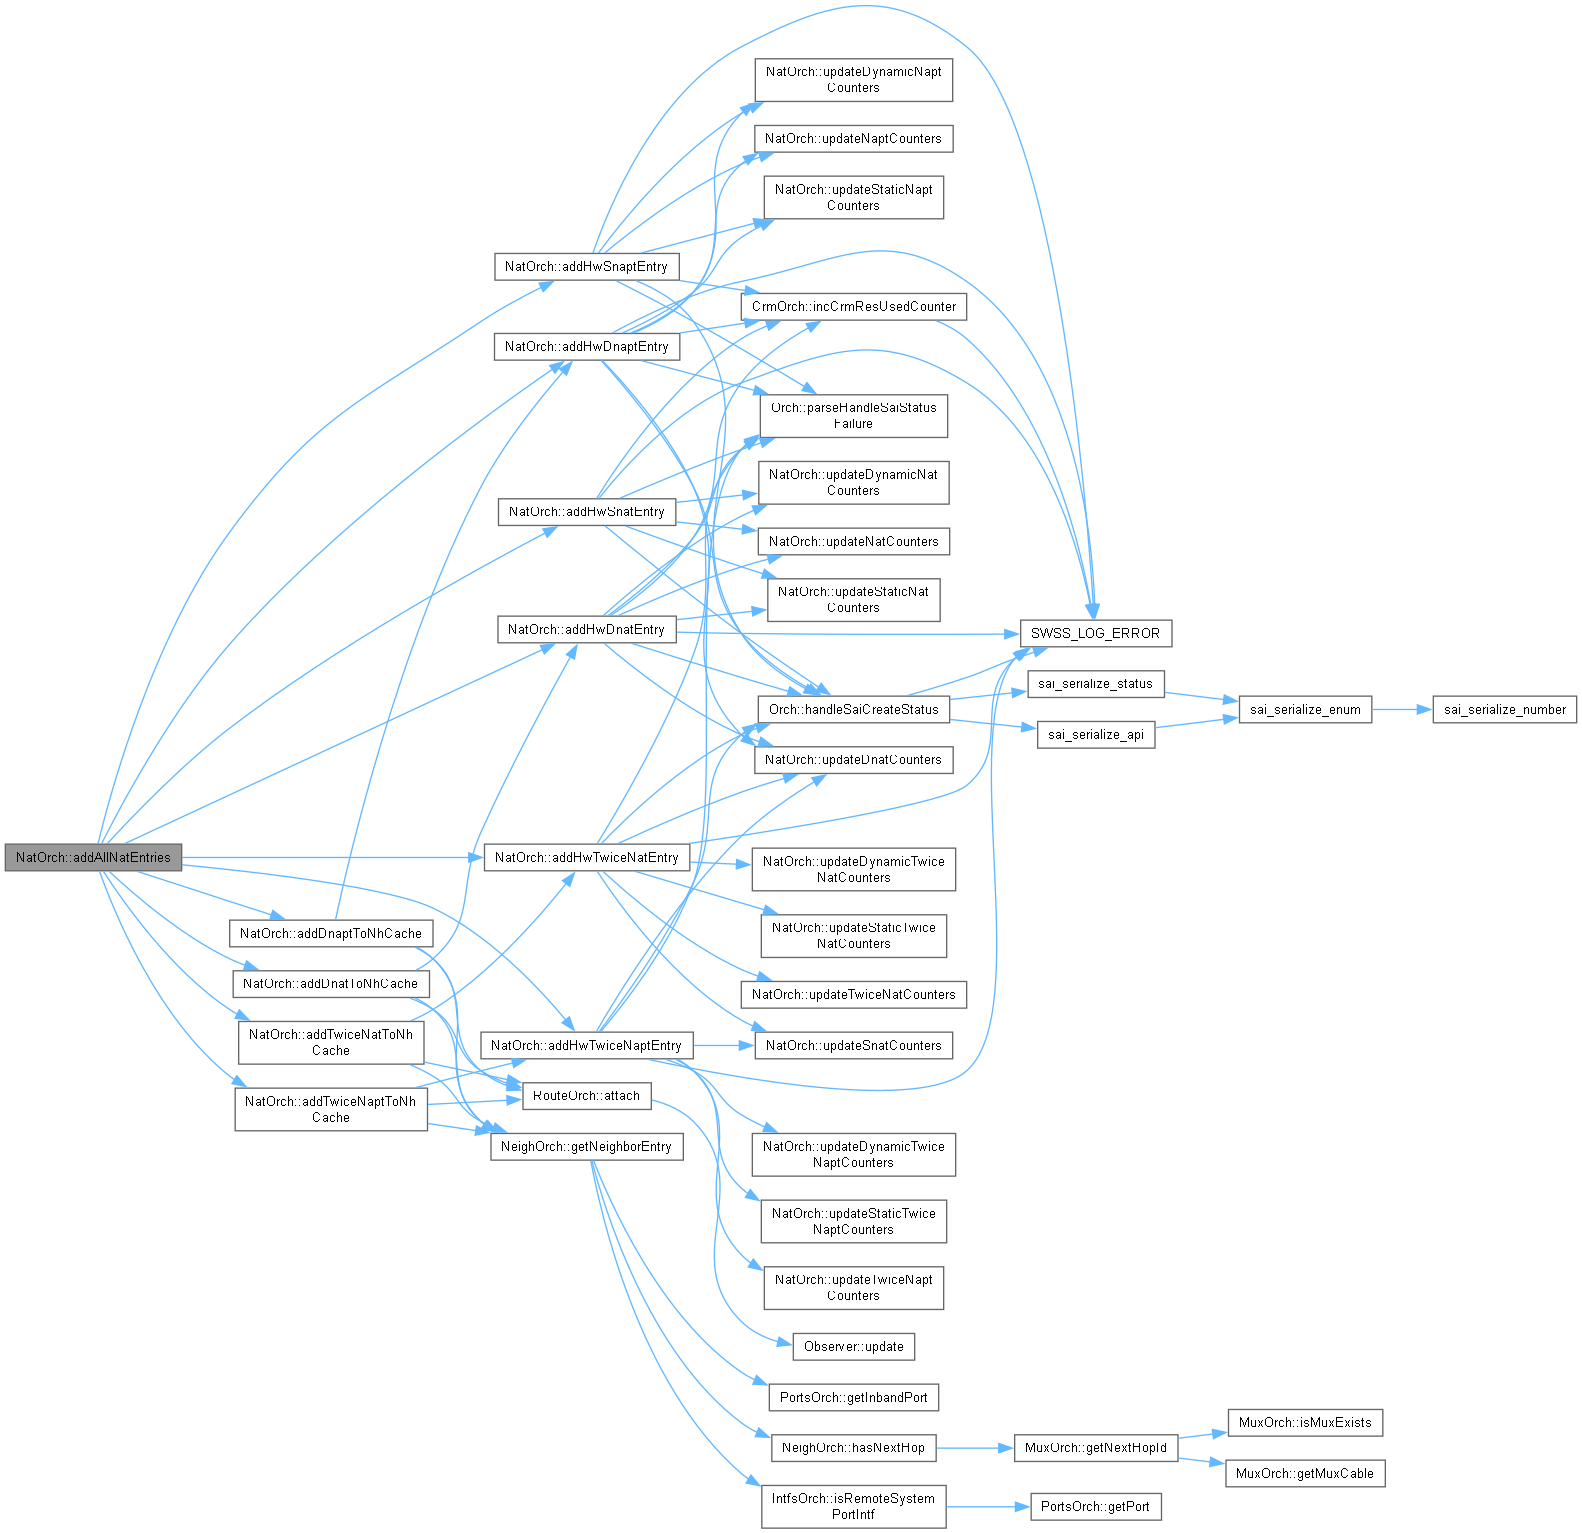 NatOrch::updateDynamicNapt
Counters
NatOrch::updateNaptCounters
NatOrch::updateStaticNapt
Counters
NatOrch::addHwSnaptEntry
CrmOrch::incCrmResUsedCounter
NatOrch::addHwDnaptEntry
Orch::parseHandleSaiStatus
Failure
NatOrch::updateDynamicNat
Counters
NatOrch::addHwSnatEntry
NatOrch::updateNatCounters
NatOrch::updateStaticNat
Counters
NatOrch::addHwDnatEntry
SWSS_LOG_ERROR
sai_serialize_status
Orch::handleSaiCreateStatus
sai_serialize_enum
sai_serialize_number
sai_serialize_api
NatOrch::updateDnatCounters
NatOrch::addAllNatEntries
NatOrch::addHwTwiceNatEntry
NatOrch::updateDynamicTwice
NatCounters
NatOrch::addDnaptToNhCache
NatOrch::updateStaticTwice
NatCounters
NatOrch::addDnatToNhCache
NatOrch::updateTwiceNatCounters
NatOrch::addTwiceNatToNh
Cache
NatOrch::addHwTwiceNaptEntry
NatOrch::updateSnatCounters
NatOrch::addTwiceNaptToNh
Cache
RouteOrch::attach
NeighOrch::getNeighborEntry
NatOrch::updateDynamicTwice
NaptCounters
NatOrch::updateStaticTwice
NaptCounters
NatOrch::updateTwiceNapt
Counters
Observer::update
PortsOrch::getInbandPort
NeighOrch::hasNextHop
MuxOrch::getNextHopId
MuxOrch::isMuxExists
MuxOrch::getMuxCable
IntfsOrch::isRemoteSystem
PortIntf
PortsOrch::getPort